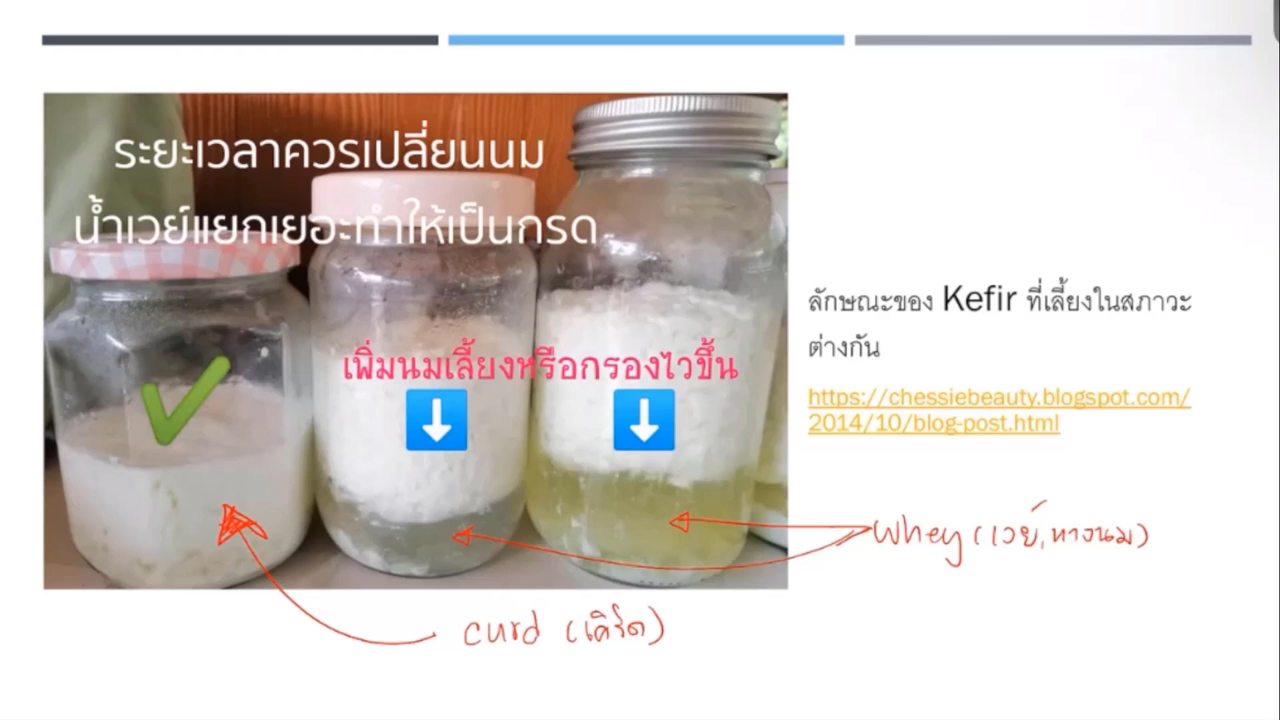 ระยะเวลาควรเปลี่ยนนม
น้ำเวย์แยกเยอะทำให้เป็นกรด
เพิ่มนมเลี้ยงหรือกรองไวขึ้น
ลักษณะของ Kefir ที่เลี้ยงในสภาวะ
ต่างกัน
https://chessiebeauty.blogspot.com/
2014/10/blog-post.html
Whey (เวย์, หางนม)
curd (เคิร์ด)